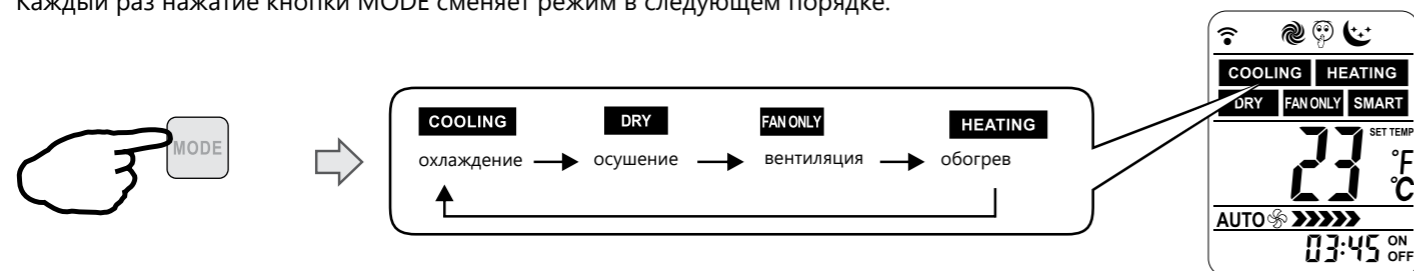 Каждый раз нажатие кнопки MODE сменяет режим в следующем порядке.
MODE
COOLING DRY FAN ONLY HEATING
охлаждение осушение вентиляция обогрев
COOLING HEATING
DRY FAN ONLY SMART
SET TEMP
23 °F
°C
AUTO
03:45 ON
OFF